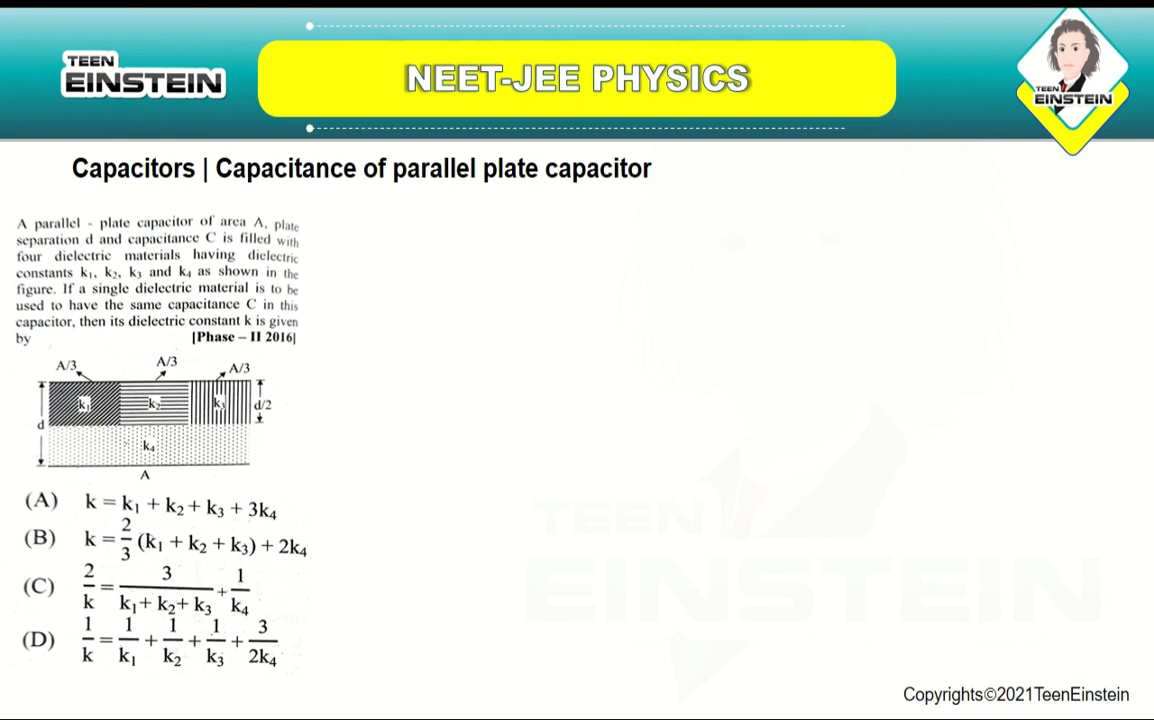 TEEN
EINSTEIN
NEET-JEE PHYSICS
TEEN
EINSTEIN
Capacitors | Capacitance of parallel plate capacitor
A parallel - plate capacitor of area A, plate
separation d and capacitance C is filled with
four dielectric materials having dielectric
constants k₁, k₂, k₃ and k₄ as shown in the
figure. If a single dielectric material is to be
used to have the same capacitance C in this
capacitor, then its dielectric constant k is given
by [Phase – II 2016]
A/3 A/3 A/3
k₁ k₂ k₃ d/2
d
k₄
A
(A) k = k₁ + k₂ + k₃ + 3k₄
(B) k = 2/3 (k₁ + k₂ + k₃) + 2k₄
(C) 2/k = 3/(k₁ + k₂ + k₃) + 1/k₄
(D) 1/k = 1/k₁ + 1/k₂ + 1/k₃ + 3/2k₄
TEEN
EINSTEIN
Copyrights©2021TeenEinstein